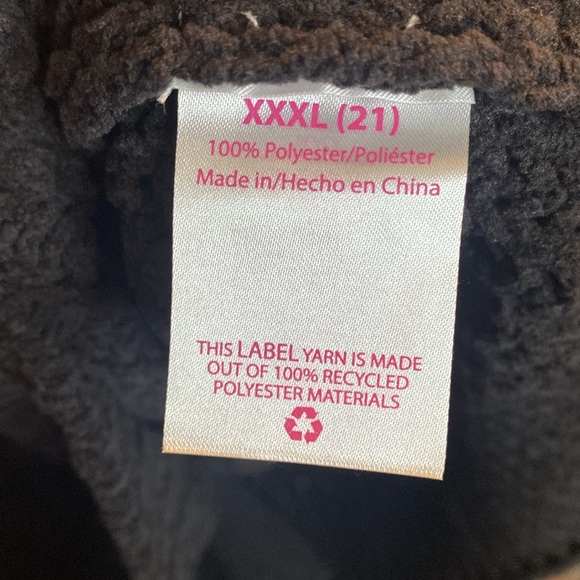 XXXL (21)
100% Polyester/Poliéster
Made in/Hecho en China
THIS LABEL YARN IS MADE
OUT OF 100% RECYCLED
POLYESTER MATERIALS